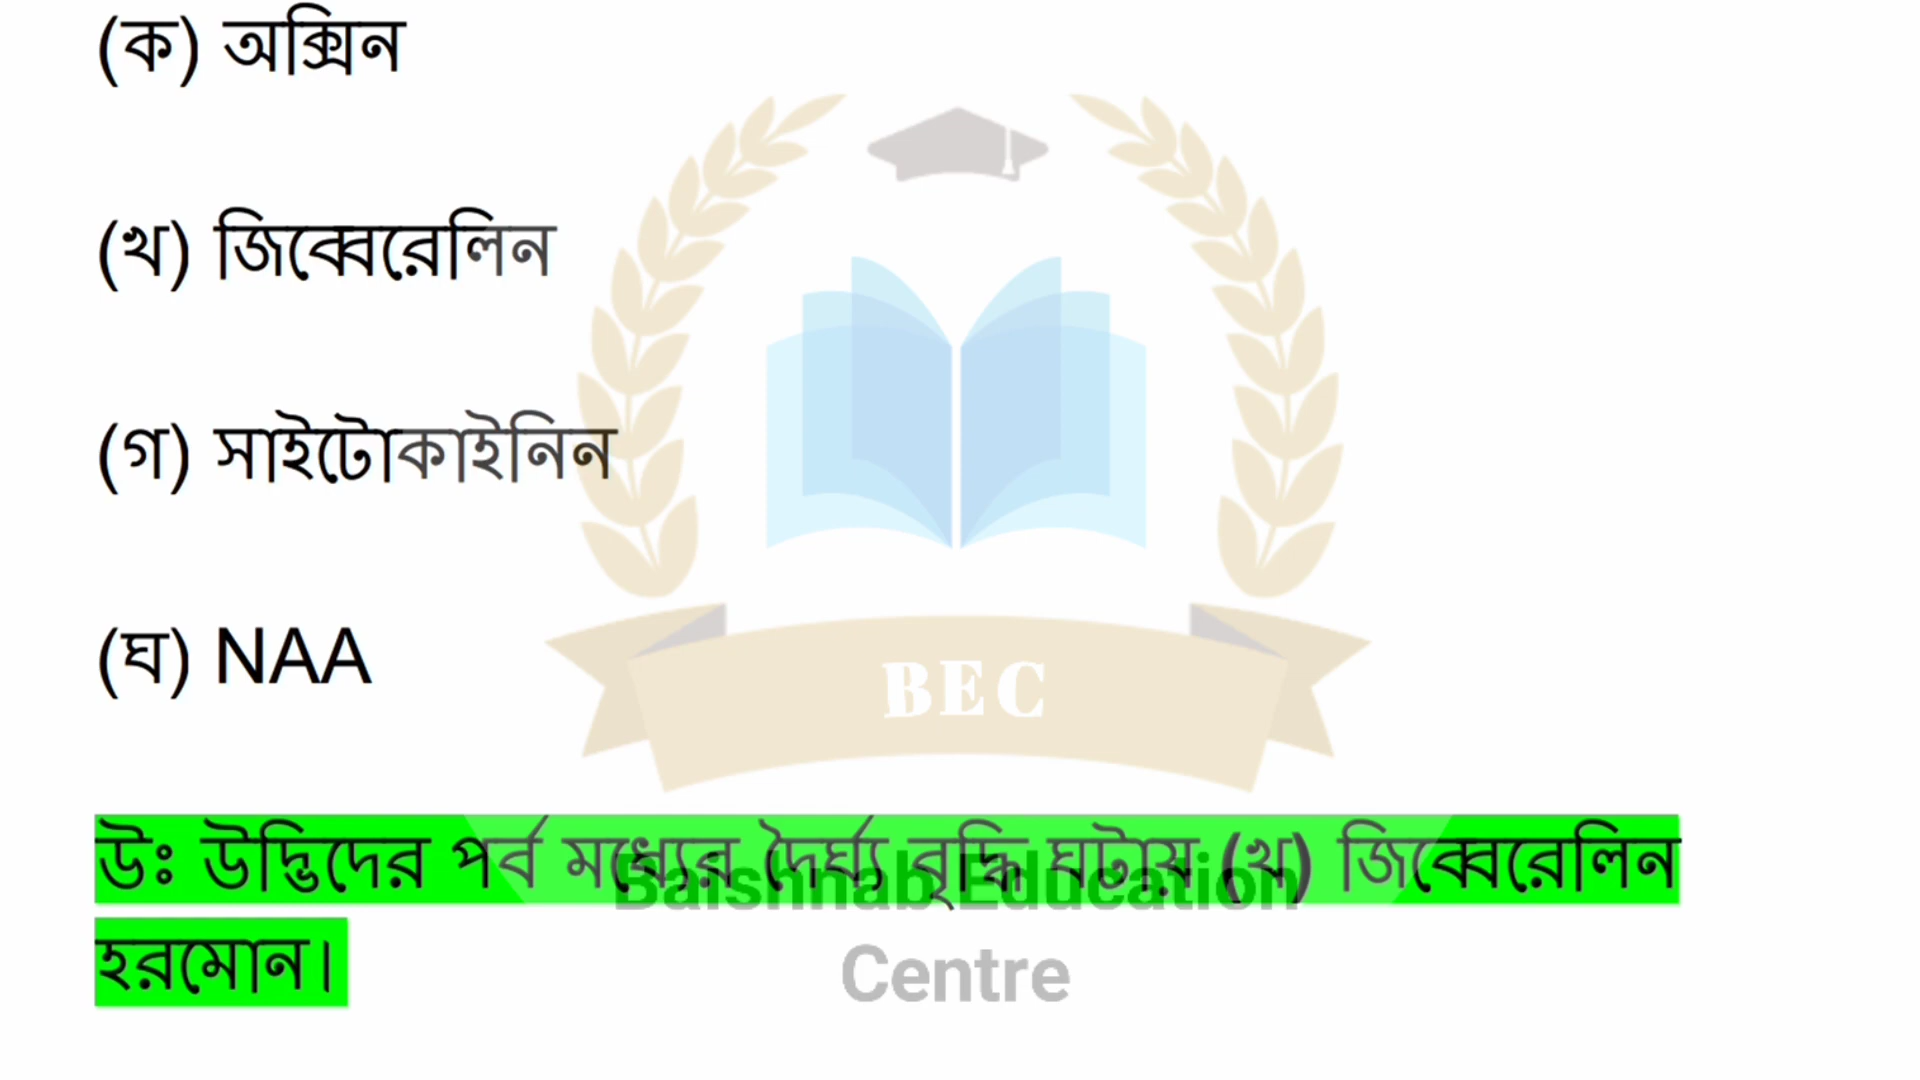 (ক) অক্সিন
(খ) জিব্বেরেলিন
(গ) সাইটোকাইনিন
(ঘ) NAA
BEC
উঃ উদ্ভিদের পর্ব মধ্যের দৈর্ঘ্য বৃদ্ধি ঘটায় (খ) জিব্বেরেলিন
Baishnab Education
হরমোন।
Centre